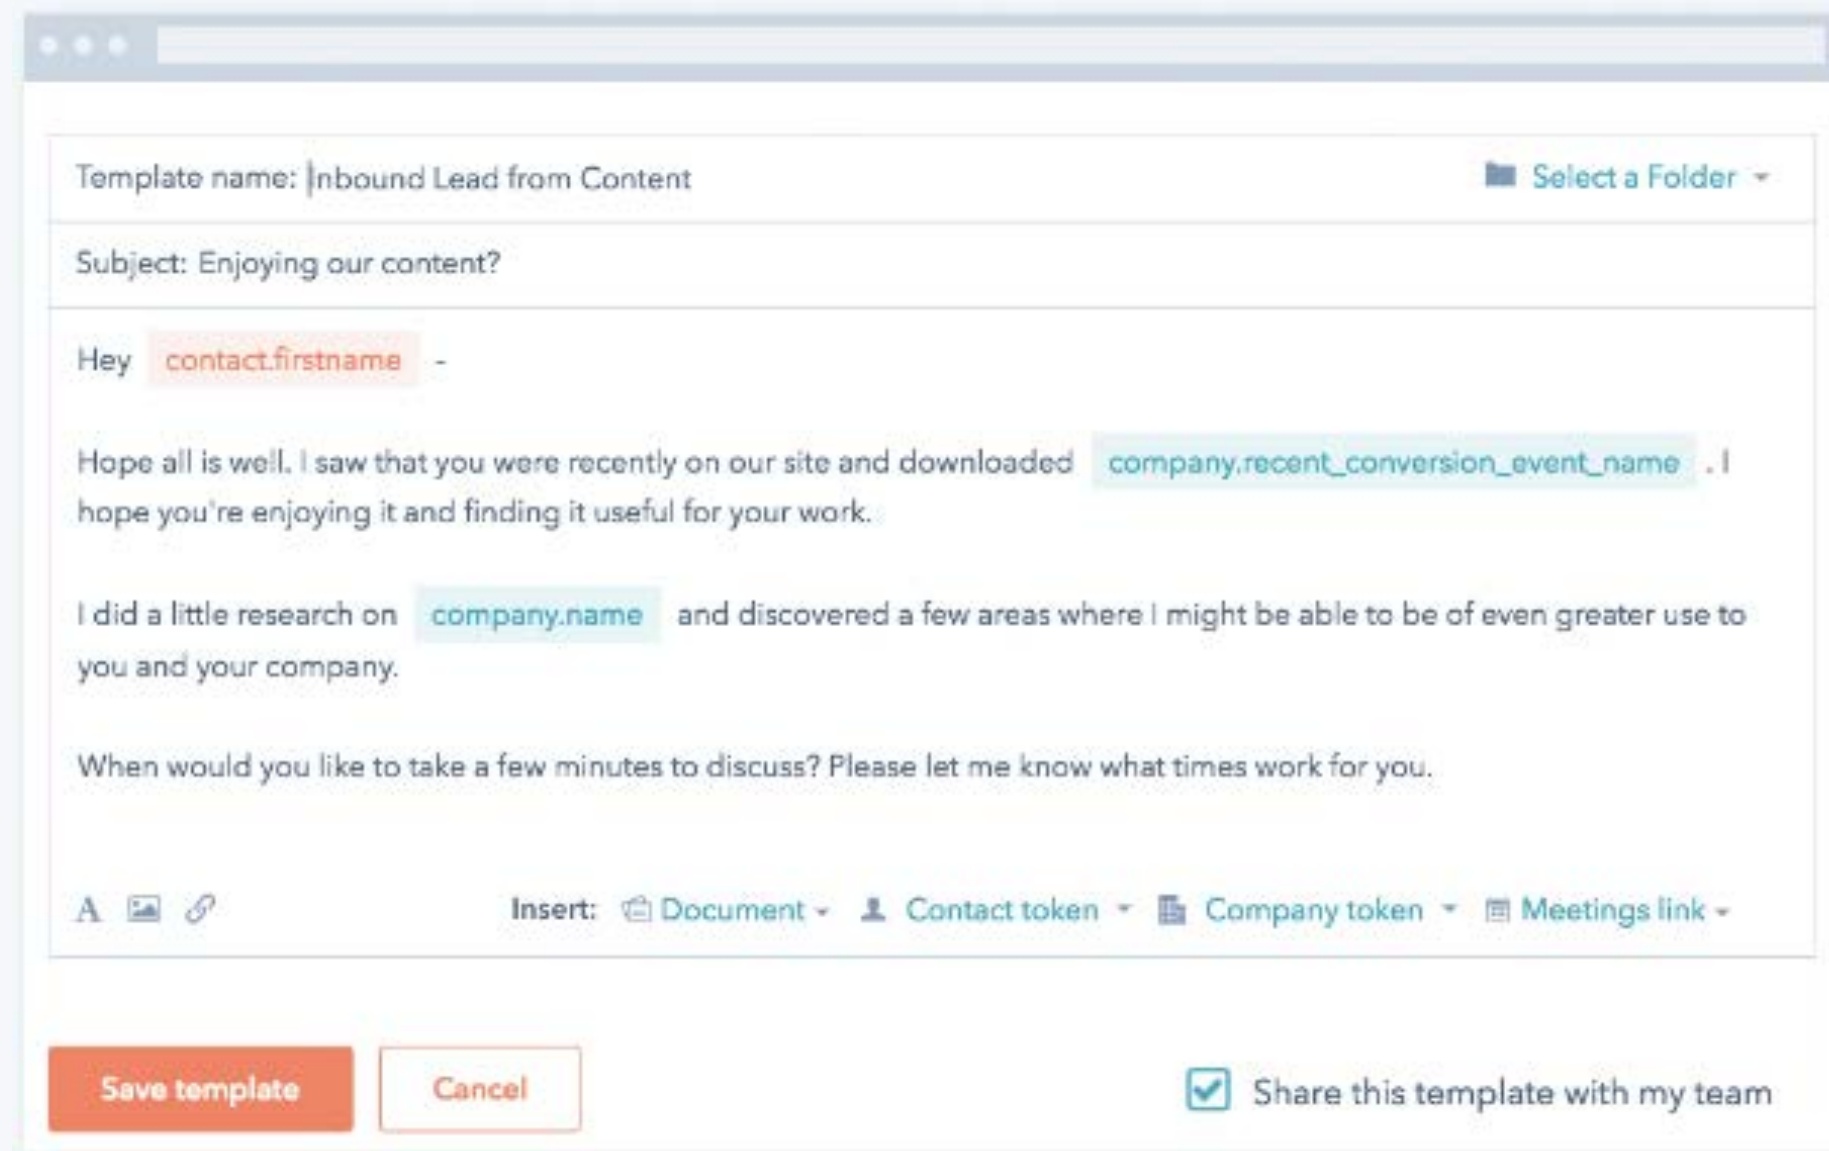 Template name: Inbound Lead from Content Select a Folder
Subject: Enjoying our content?
Hey contact.firstname -
Hope all is well. I saw that you were recently on our site and downloaded company.recent_conversion_event_name . I
hope you're enjoying it and finding it useful for your work.
I did a little research on company.name and discovered a few areas where I might be able to be of even greater use to
you and your company.
When would you like to take a few minutes to discuss? Please let me know what times work for you.
A Insert: Document Contact token Company token Meetings link
Save template Cancel Share this template with my team